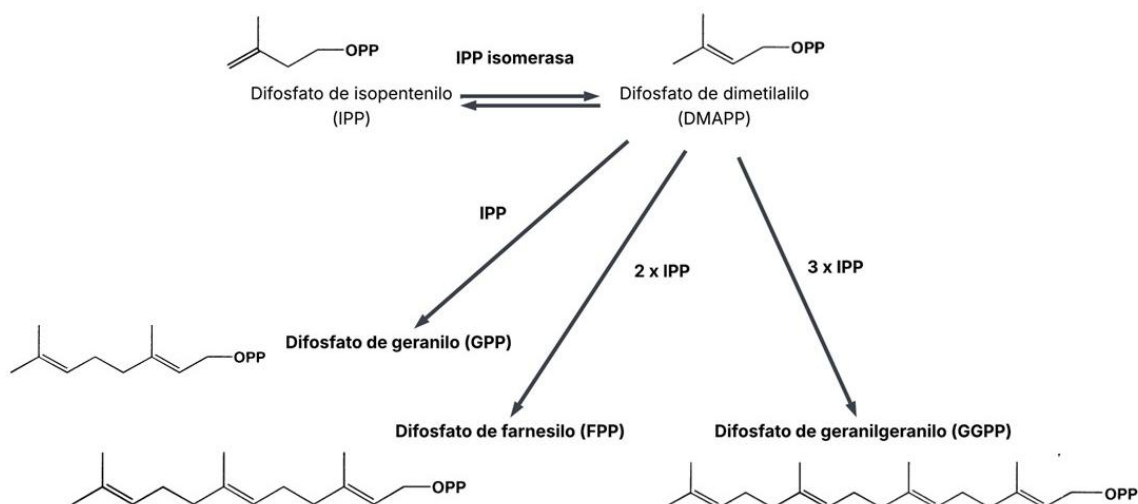 OPP
OPP
IPP isomerasa
Difosfato de isopentenilo
(IPP)
Difosfato de dimetilalilo
(DMAPP)
IPP
2 x IPP
3 x IPP
Difosfato de geranilo (GPP)
OPP
Difosfato de farnesilo (FPP)
Difosfato de geranilgeranilo (GGPP)
OPP
OPP